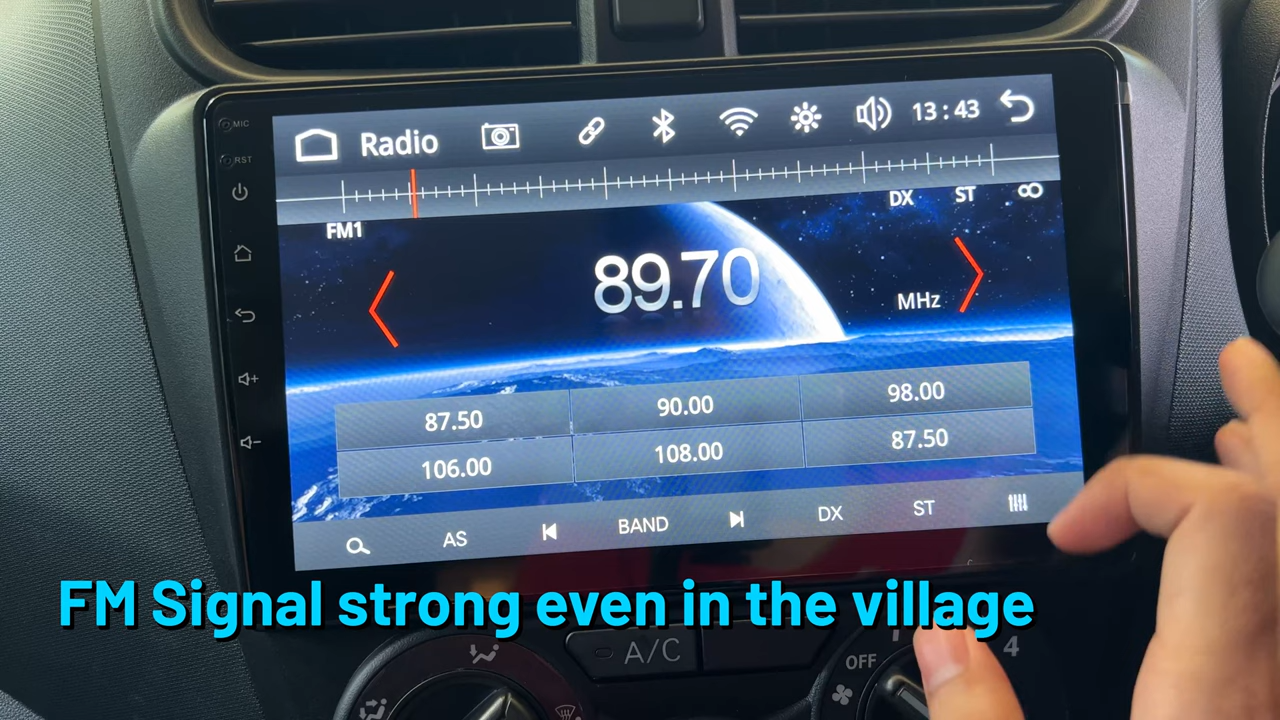 MIC
RST
Radio
13:43
FM1
DX ST
89.70
MHz
87.50 90.00 98.00
106.00 108.00 87.50
AS BAND DX ST
FM Signal strong even in the village
A/C
OFF 4